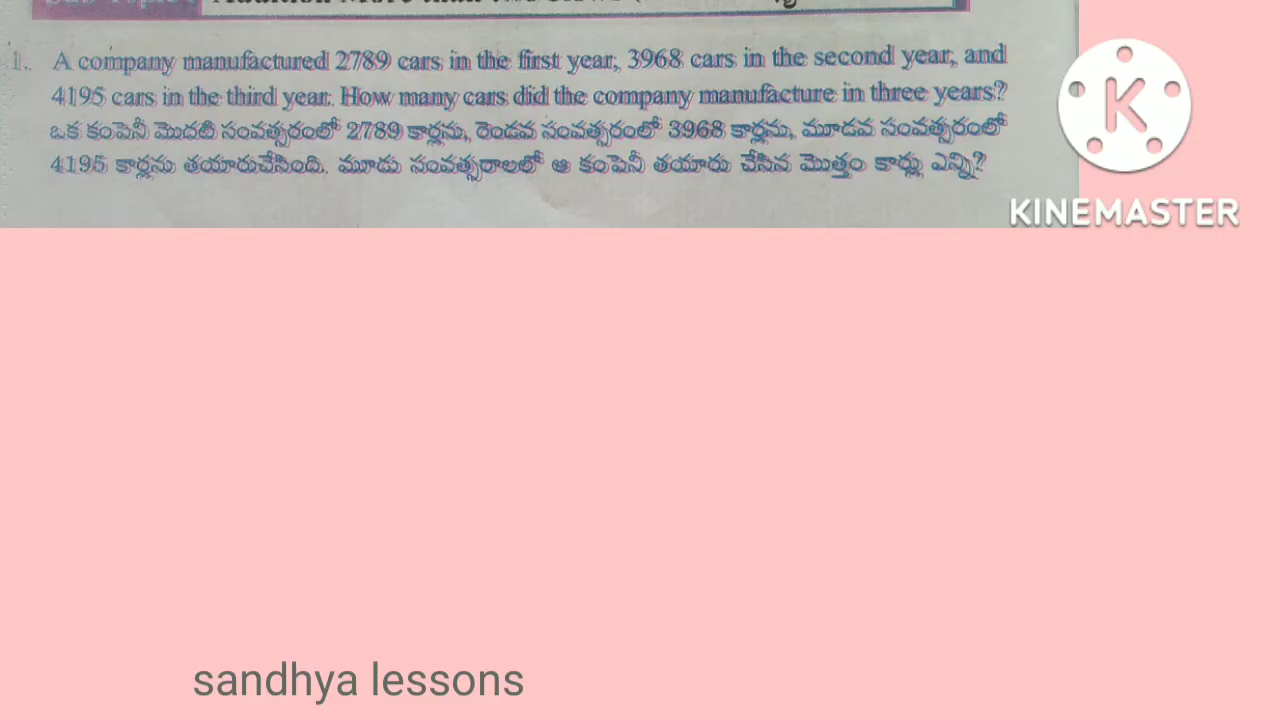 1. A company manufactured 2789 cars in the first year, 3968 cars in the second year, and
4195 cars in the third year. How many cars did the company manufacture in three years?
ఒక కంపెనీ మొదటి సంవత్సరంలో 2789 కార్లను, రెండవ సంవత్సరంలో 3968 కార్లను, మూడవ సంవత్సరంలో
4195 కార్లను తయారుచేసింది. మూడు సంవత్సరాలలో ఆ కంపెనీ తయారు చేసిన మొత్తం కార్లు ఎన్ని?
K
KINEMASTER
sandhya lessons